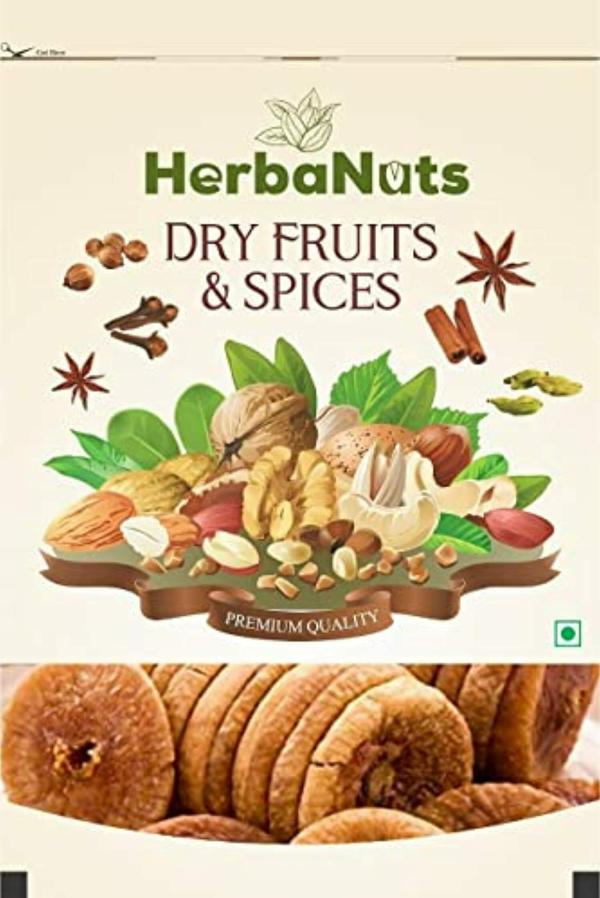 Cut Here
HerbaNuts
DRY FRUITS
& SPICES
PREMIUM QUALITY